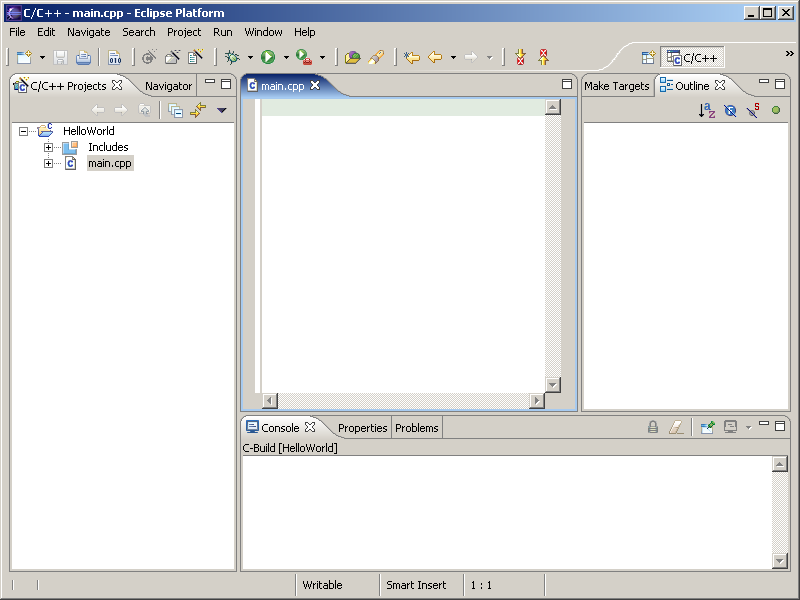 C/C++ - main.cpp - Eclipse Platform
File Edit Navigate Search Project Run Window Help
010 C/C++ »
C/C++ Projects Navigator
main.cpp
Make Targets Outline
HelloWorld
Includes
main.cpp
Console Properties Problems
C-Build [HelloWorld]
Writable Smart Insert 1 : 1